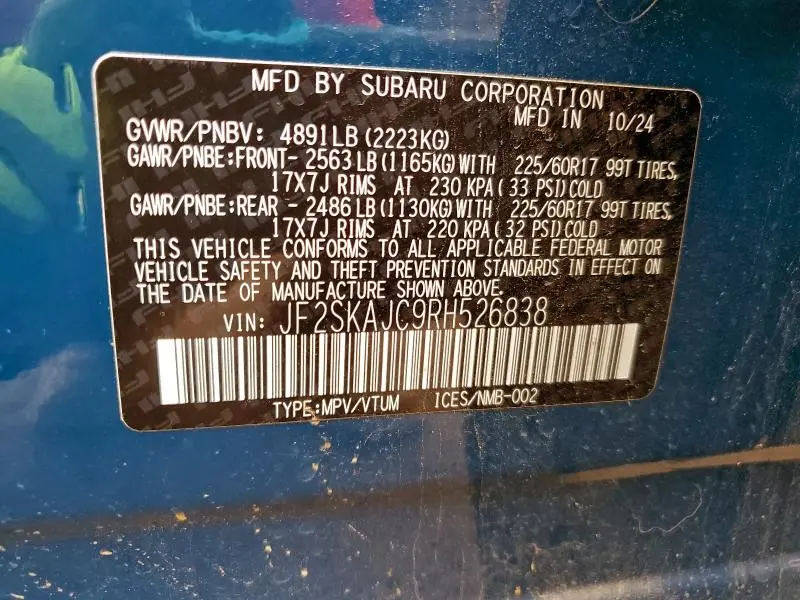 MFD BY SUBARU CORPORATION
MFD IN 10/24
GVWR/PNBV: 4891LB (2223KG)
GAWR/PNBE:FRONT- 2563LB (1165KG) WITH 225/60R17 99T TIRES,
17X7J RIMS AT 230 KPA ( 33 PSI) COLD
GAWR/PNBE:REAR - 2486LB (1130KG) WITH 225/60R17 99T TIRES,
17X7J RIMS AT 220 KPA ( 32 PSI) COLD
THIS VEHICLE CONFORMS TO ALL APPLICABLE FEDERAL MOTOR
VEHICLE SAFETY AND THEFT PREVENTION STANDARDS IN EFFECT ON
THE DATE OF MANUFACTURE SHOWN ABOVE.
VIN: JF2SKAJC9RH526838
TYPE:MPV/VTUM ICES/NMB-002